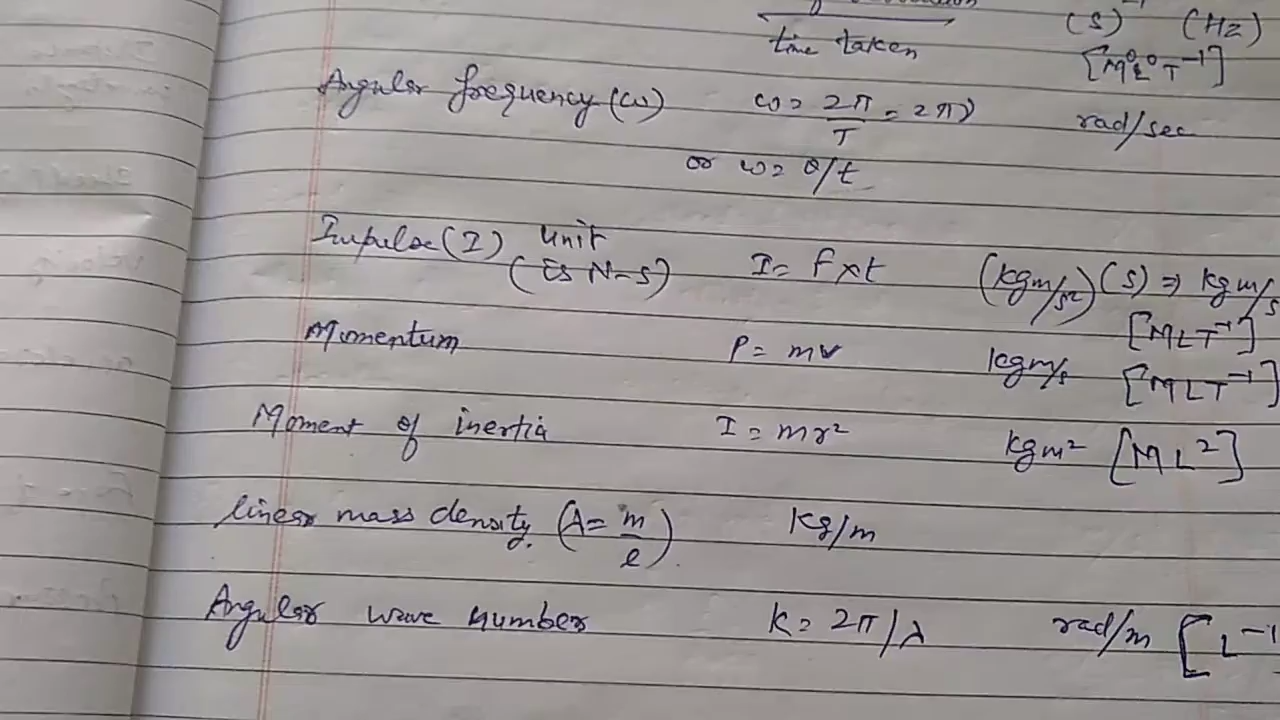 (S)⁻¹ (Hz)
time taken [M⁰L⁰T⁻¹]
Angular frequency (ω) ω = 2π/T = 2πν rad/sec
or ω = θ/t
Impulse (I) unit (is N-s) I = f×t (kgm/s²) (s) ⇒ kgm/s
[MLT⁻¹]
Momentum P = mv kgm/s [MLT⁻¹]
Moment of inertia I = mr² kgm² [ML²]
linear mass density. (λ = m/l). kg/m
Angular wave number k = 2π/λ rad/m [L⁻¹